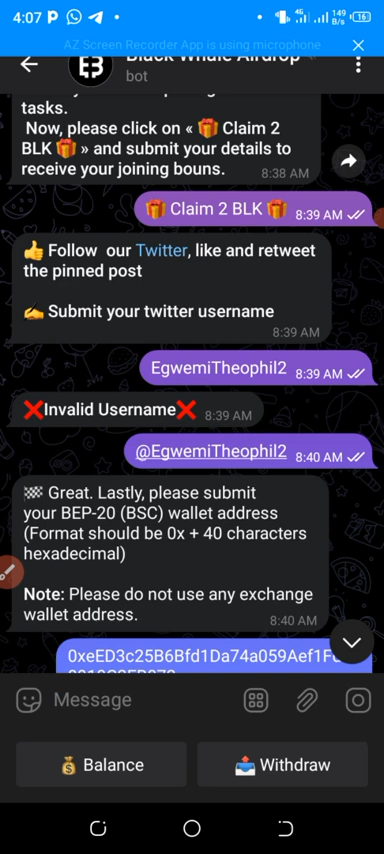 4:07
4G
149
B/s
16
AZ Screen Recorder App is using microphone
Black Whale Airdrop
bot
tasks.
Now, please click on « 🎁 Claim 2
BLK 🎁 » and submit your details to
receive your joining bouns.
8:38 AM
🎁 Claim 2 BLK 🎁 8:39 AM
👍 Follow our Twitter, like and retweet
the pinned post
✍️ Submit your twitter username
8:39 AM
EgwemiTheophil2 8:39 AM
❌Invalid Username❌ 8:39 AM
@EgwemiTheophil2 8:40 AM
🏁 Great. Lastly, please submit
your BEP-20 (BSC) wallet address
(Format should be 0x + 40 characters
hexadecimal)
Note: Please do not use any exchange
wallet address.
8:40 AM
Message
💰 Balance
📤 Withdraw